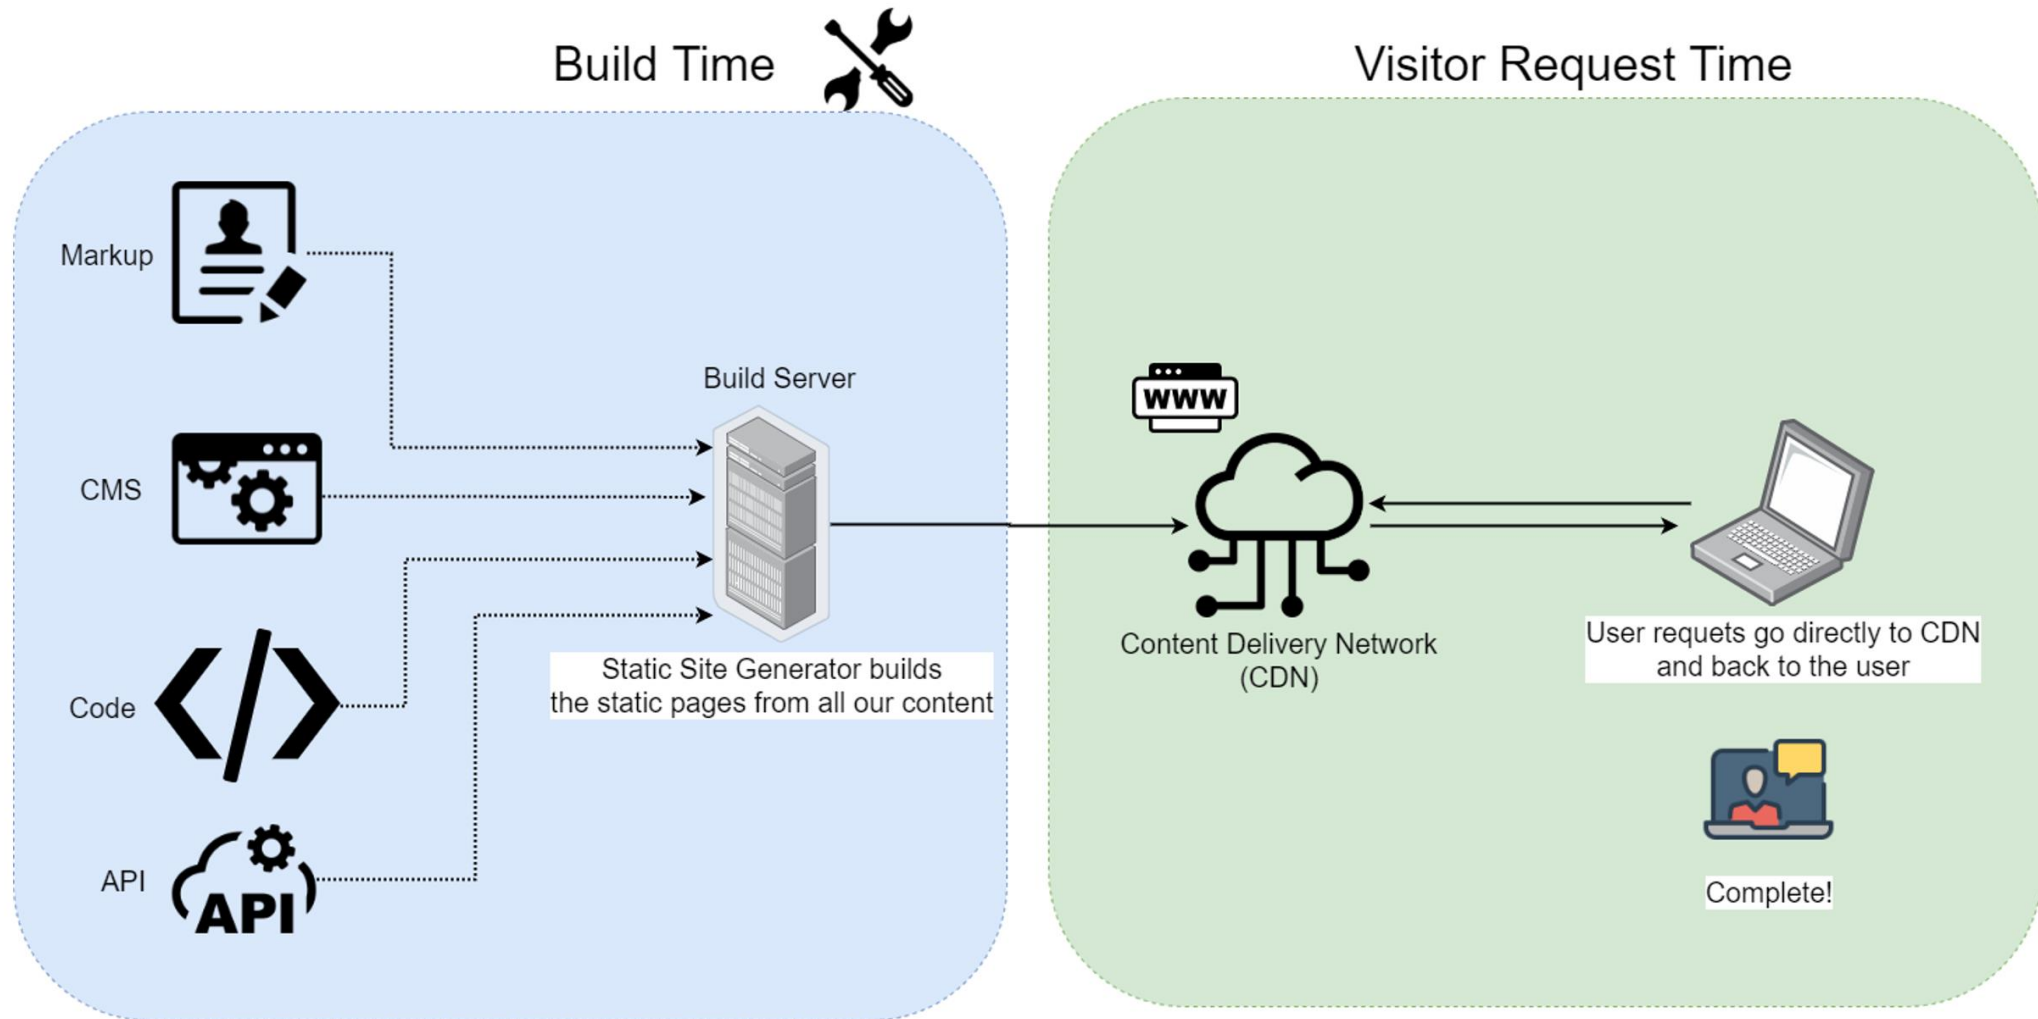 Build Time
Visitor Request Time
Markup
CMS
Code
API
API
Build Server
Static Site Generator builds
the static pages from all our content
www
Content Delivery Network
(CDN)
User requets go directly to CDN
and back to the user
Complete!